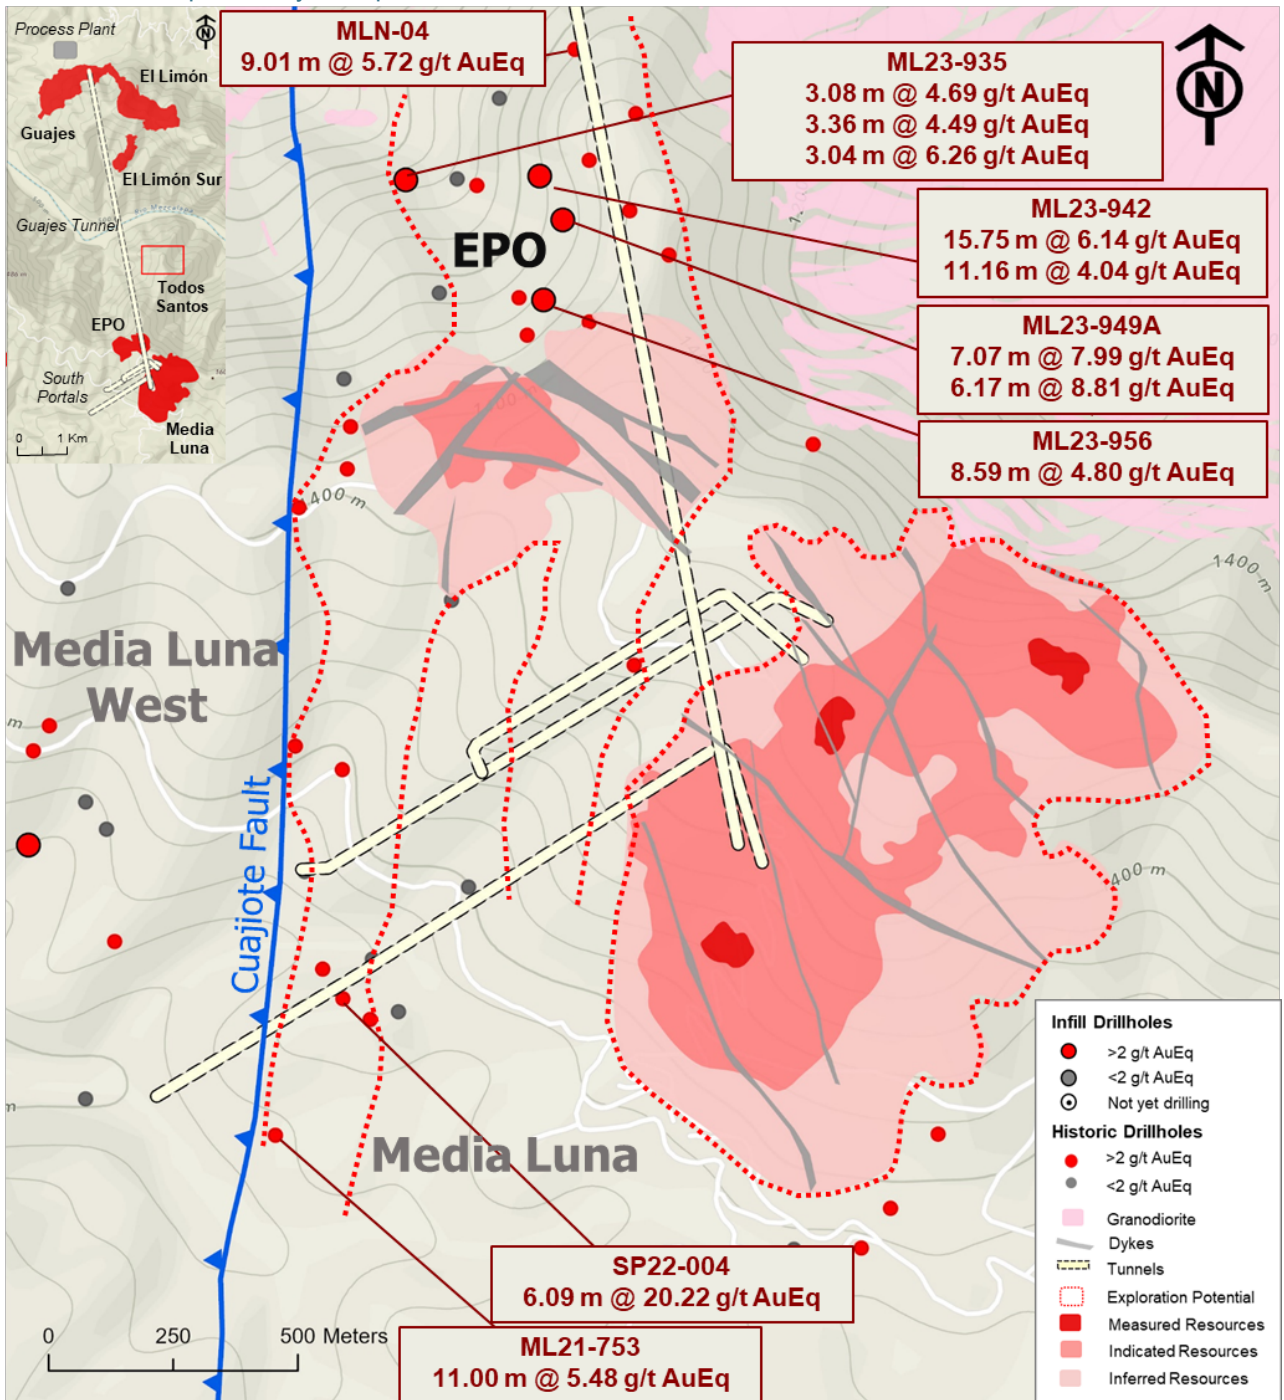 Process Plant
El Limón
Guajes
El Limón Sur
Guajes Tunnel
Todos
Santos
EPO
South
Portals
Media
Luna
0 1 Km
MLN-04
9.01 m @ 5.72 g/t AuEq
ML23-935
3.08 m @ 4.69 g/t AuEq
3.36 m @ 4.49 g/t AuEq
3.04 m @ 6.26 g/t AuEq
N
ML23-942
15.75 m @ 6.14 g/t AuEq
11.16 m @ 4.04 g/t AuEq
EPO
ML23-949A
7.07 m @ 7.99 g/t AuEq
6.17 m @ 8.81 g/t AuEq
ML23-956
8.59 m @ 4.80 g/t AuEq
1400 m
1400 m
Media Luna
West
m
Cuajiote Fault
400 m
m
Media Luna
SP22-004
6.09 m @ 20.22 g/t AuEq
ML21-753
11.00 m @ 5.48 g/t AuEq
0 250 500 Meters
Infill Drillholes
>2 g/t AuEq
<2 g/t AuEq
Not yet drilling
Historic Drillholes
>2 g/t AuEq
<2 g/t AuEq
Granodiorite
Dykes
Tunnels
Exploration Potential
Measured Resources
Indicated Resources
Inferred Resources